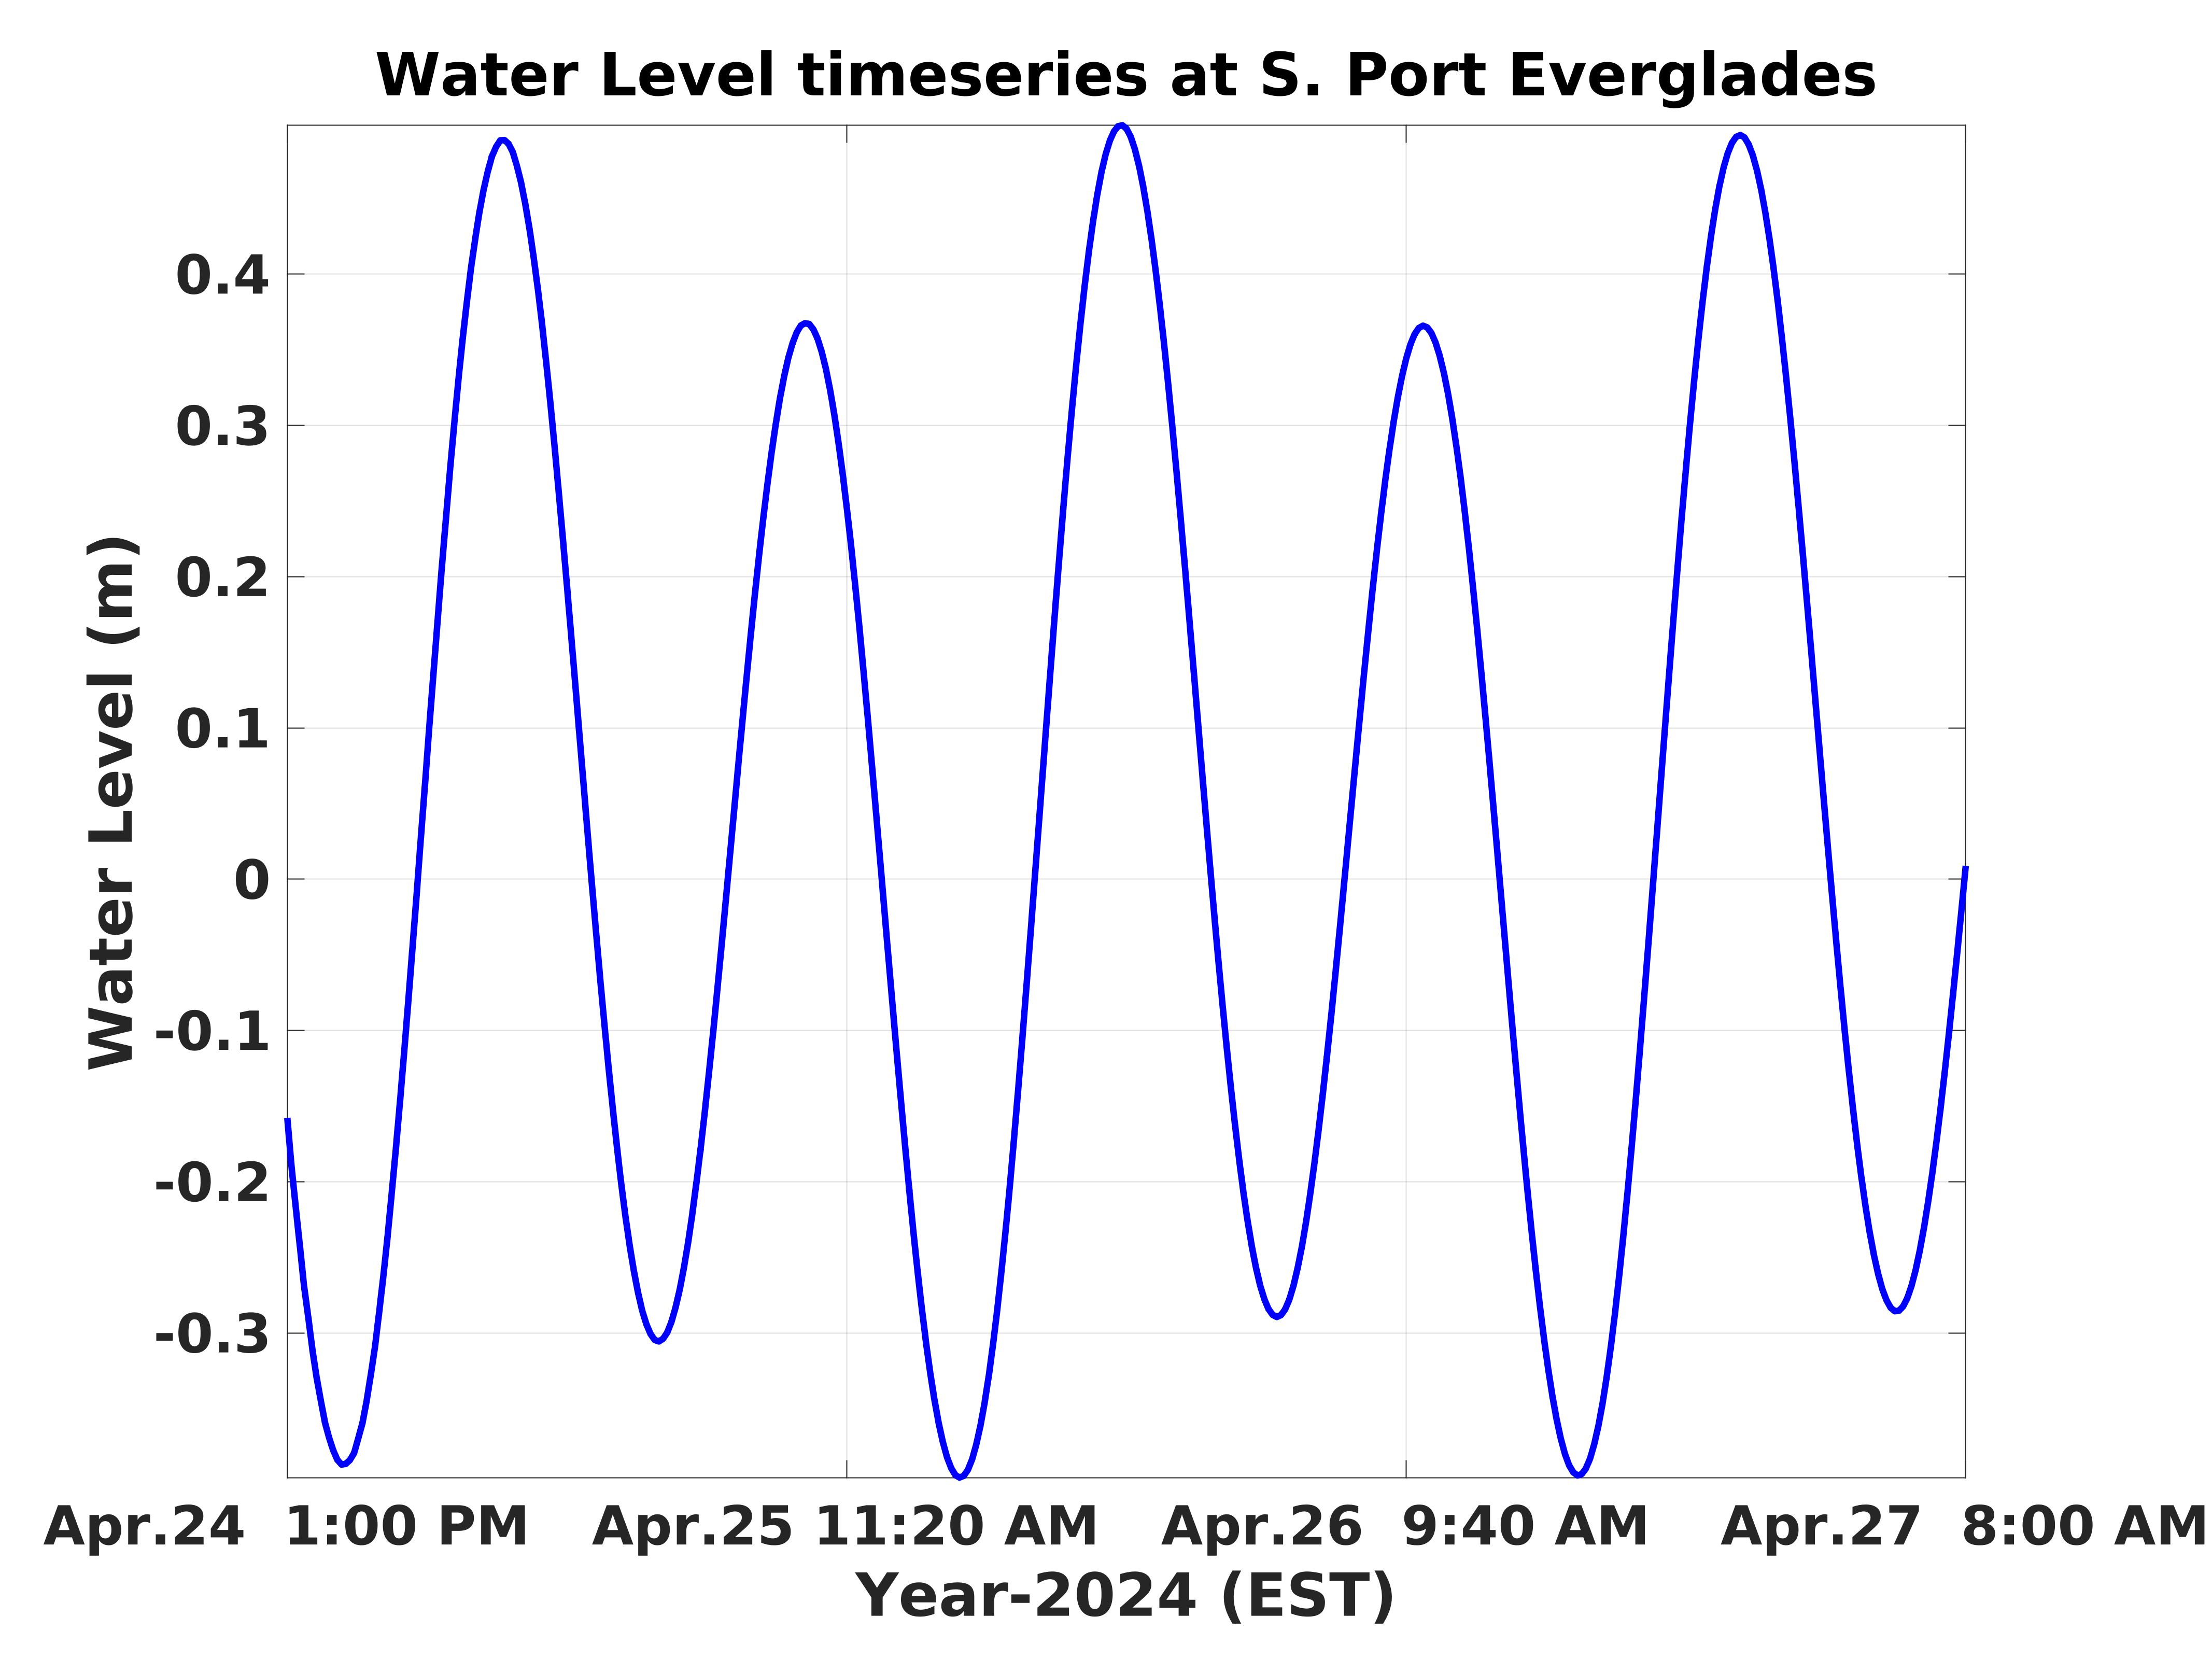 Water Level timeseries at S. Port Everglades
Water Level (m)
0.4
0.3
0.2
0.1
0
-0.1
-0.2
-0.3
Apr.24 1:00 PM Apr.25 11:20 AM Apr.26 9:40 AM Apr.27 8:00 AM
Year-2024 (EST)